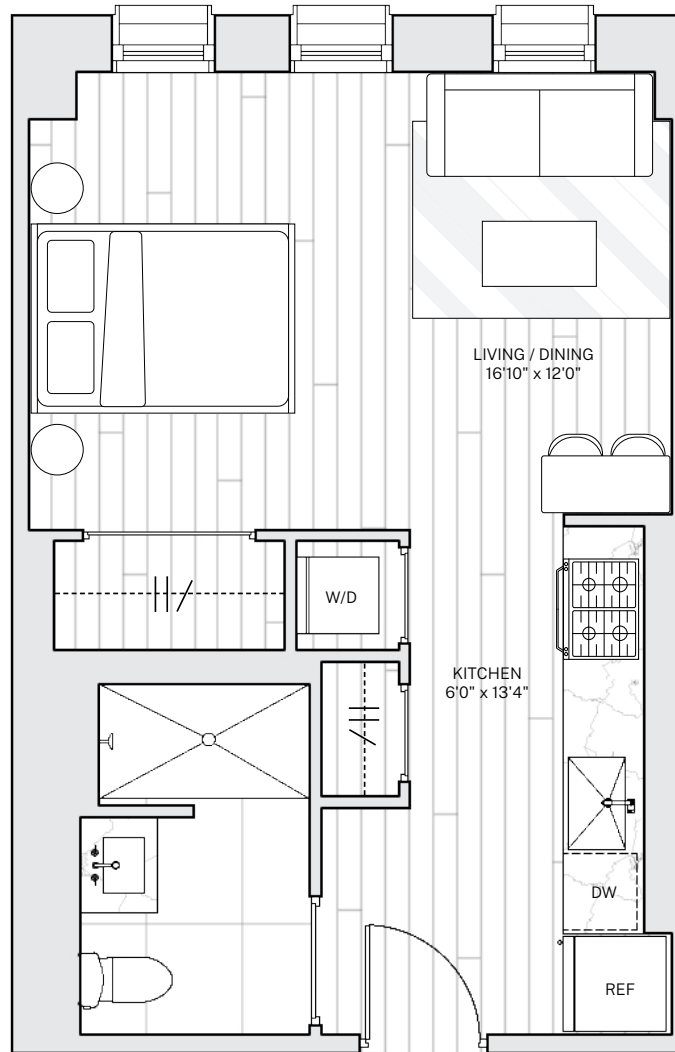 LIVING / DINING
16'10" x 12'0"
W/D
KITCHEN
6'0" x 13'4"
DW
REF